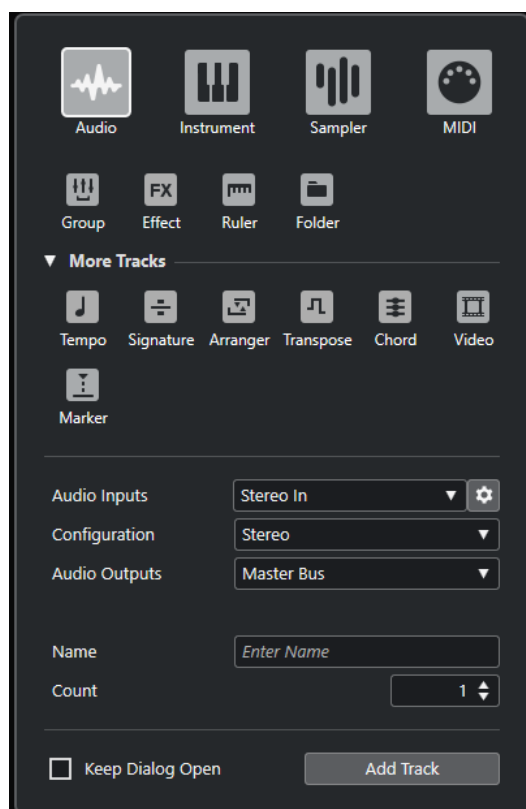 Audio Instrument Sampler MIDI
FX
Group Effect Ruler Folder
▼ More Tracks
Tempo Signature Arranger Transpose Chord Video
Marker
Audio Inputs Stereo In
Configuration Stereo
Audio Outputs Master Bus
Name Enter Name
Count 1
Keep Dialog Open Add Track